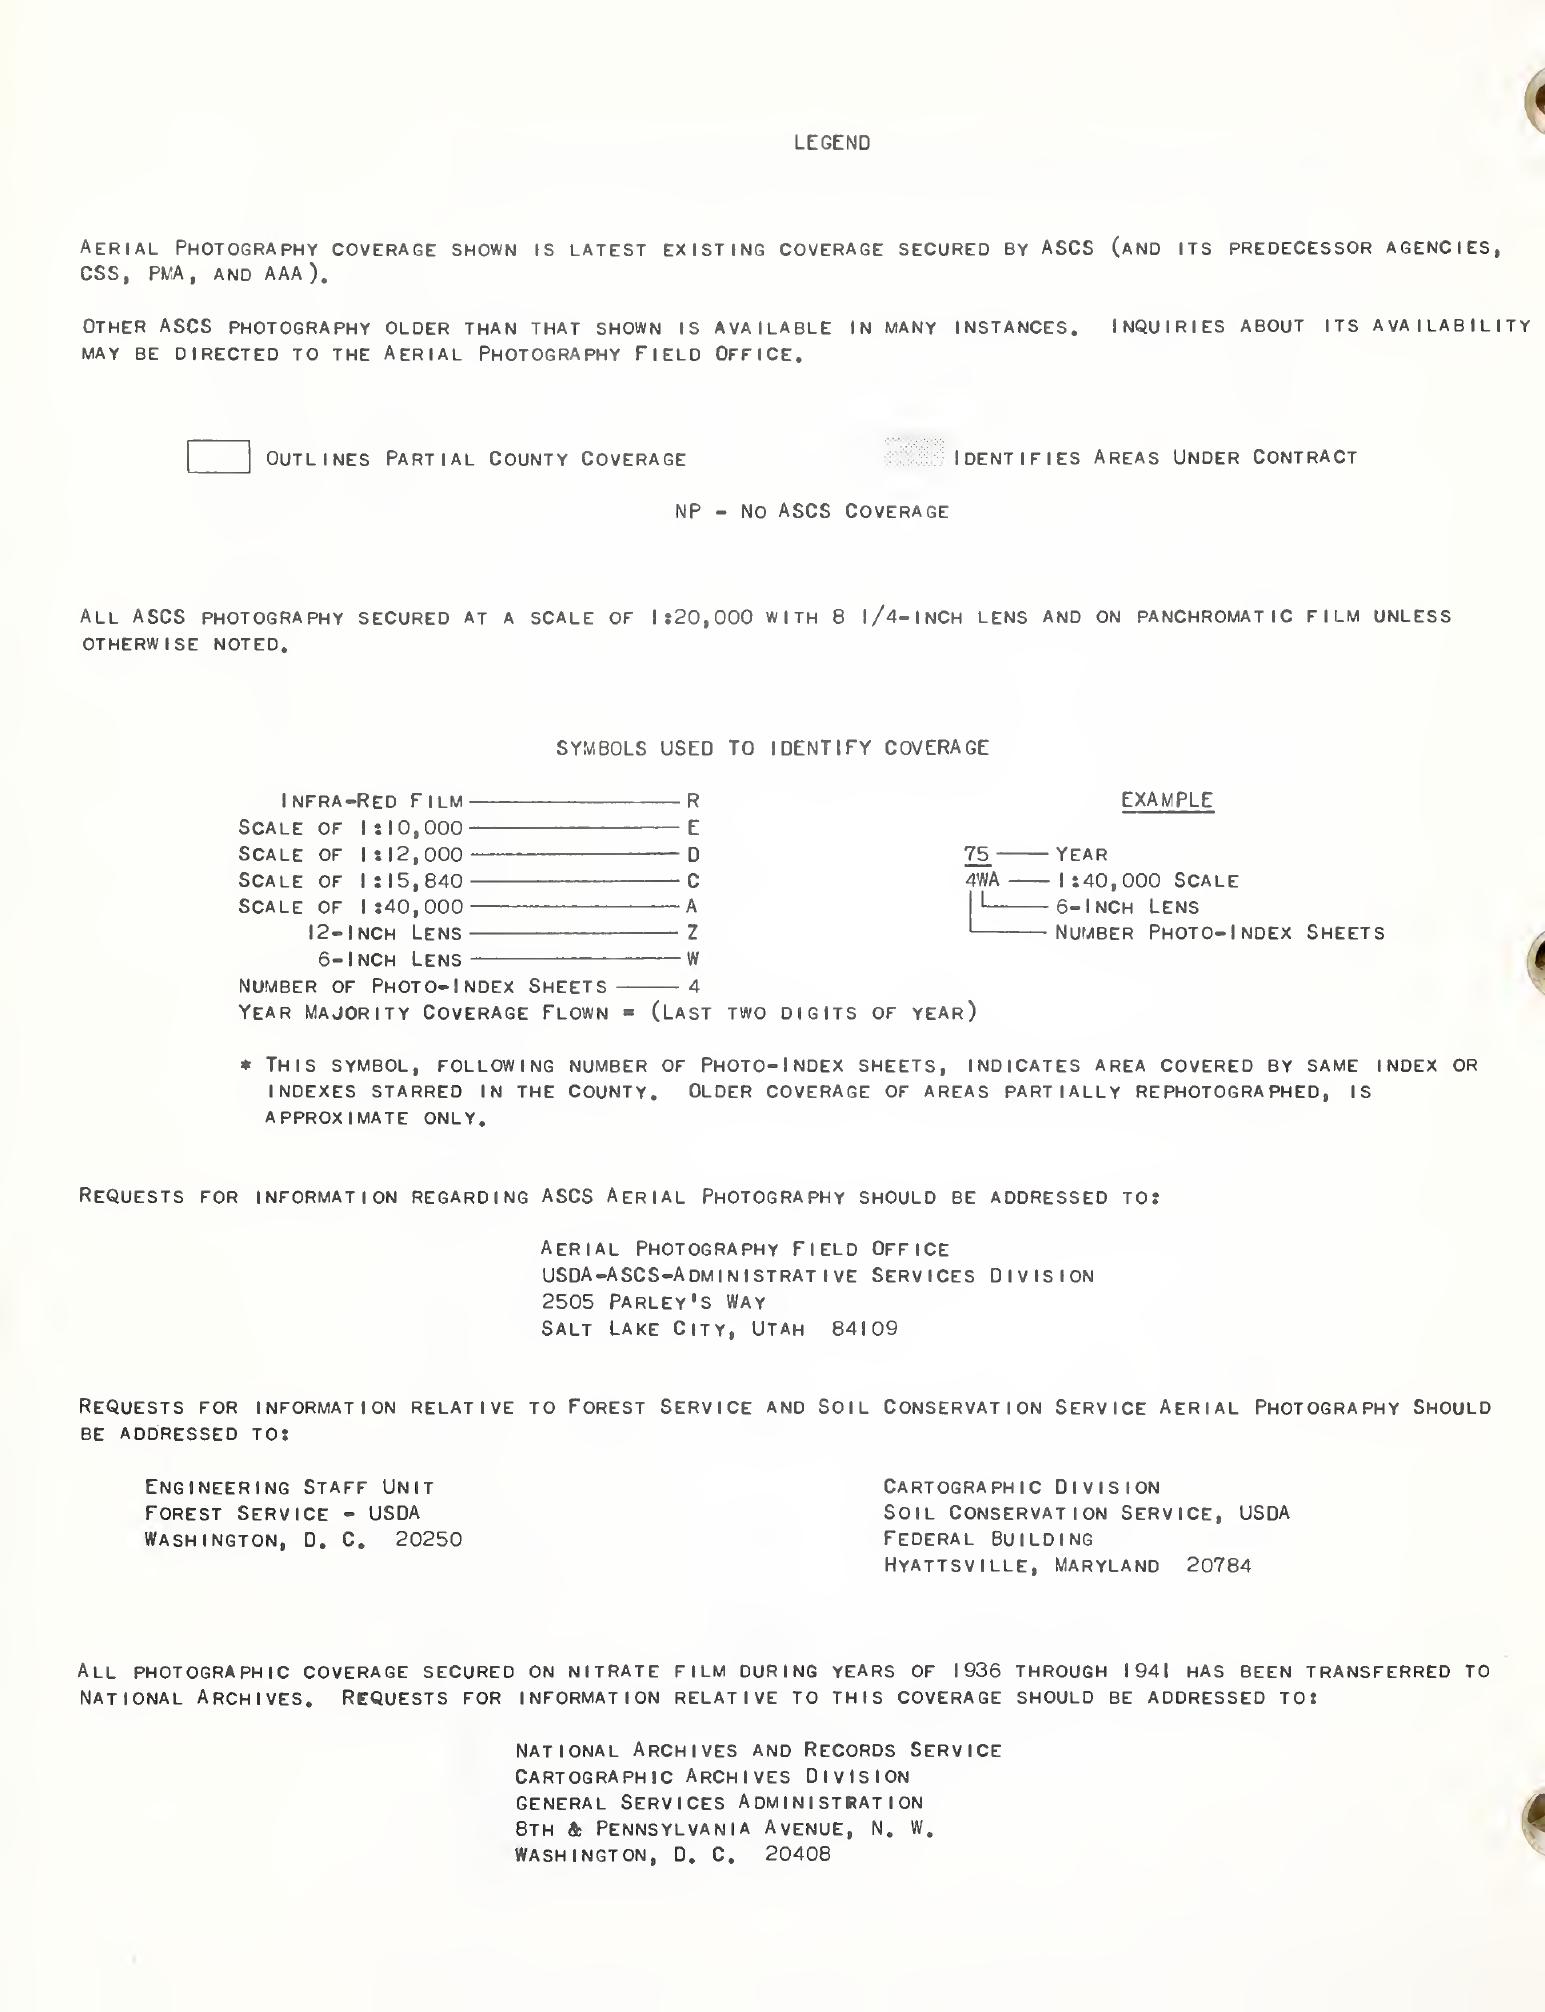 LEGEND
AERIAL PHOTOGRAPHY COVERAGE SHOWN IS LATEST EXISTING COVERAGE SECURED BY ASCS (AND ITS PREDECESSOR AGENCIES,
CSS, PMA, AND AAA).
OTHER ASCS PHOTOGRAPHY OLDER THAN THAT SHOWN IS AVAILABLE IN MANY INSTANCES. INQUIRIES ABOUT ITS AVAILABILITY
MAY BE DIRECTED TO THE AERIAL PHOTOGRAPHY FIELD OFFICE.
OUTLINES PARTIAL COUNTY COVERAGE
IDENTIFIES AREAS UNDER CONTRACT
NP - NO ASCS COVERAGE
ALL ASCS PHOTOGRAPHY SECURED AT A SCALE OF 1:20,000 WITH 8 1/4-INCH LENS AND ON PANCHROMATIC FILM UNLESS
OTHERWISE NOTED.
SYMBOLS USED TO IDENTIFY COVERAGE
INFRA-RED FILM R
SCALE OF 1:10,000 E
SCALE OF 1:12,000 D
SCALE OF 1:15,840 C
SCALE OF 1:40,000 A
12-INCH LENS Z
6-INCH LENS W
NUMBER OF PHOTO-INDEX SHEETS 4
YEAR MAJORITY COVERAGE FLOWN = (LAST TWO DIGITS OF YEAR)
EXAMPLE
75 YEAR
4WA 1:40,000 SCALE
6-INCH LENS
NUMBER PHOTO-INDEX SHEETS
* THIS SYMBOL, FOLLOWING NUMBER OF PHOTO-INDEX SHEETS, INDICATES AREA COVERED BY SAME INDEX OR
INDEXES STARRED IN THE COUNTY. OLDER COVERAGE OF AREAS PARTIALLY REPHOTOGRAPHED, IS
APPROXIMATE ONLY.
REQUESTS FOR INFORMATION REGARDING ASCS AERIAL PHOTOGRAPHY SHOULD BE ADDRESSED TO:
AERIAL PHOTOGRAPHY FIELD OFFICE
USDA-ASCS-ADMINISTRATIVE SERVICES DIVISION
2505 PARLEY'S WAY
SALT LAKE CITY, UTAH 84109
REQUESTS FOR INFORMATION RELATIVE TO FOREST SERVICE AND SOIL CONSERVATION SERVICE AERIAL PHOTOGRAPHY SHOULD
BE ADDRESSED TO:
ENGINEERING STAFF UNIT
FOREST SERVICE - USDA
WASHINGTON, D. C. 20250
CARTOGRAPHIC DIVISION
SOIL CONSERVATION SERVICE, USDA
FEDERAL BUILDING
HYATTSVILLE, MARYLAND 20784
ALL PHOTOGRAPHIC COVERAGE SECURED ON NITRATE FILM DURING YEARS OF 1936 THROUGH 1941 HAS BEEN TRANSFERRED TO
NATIONAL ARCHIVES. REQUESTS FOR INFORMATION RELATIVE TO THIS COVERAGE SHOULD BE ADDRESSED TO:
NATIONAL ARCHIVES AND RECORDS SERVICE
CARTOGRAPHIC ARCHIVES DIVISION
GENERAL SERVICES ADMINISTRATION
8TH & PENNSYLVANIA AVENUE, N. W.
WASHINGTON, D. C. 20408